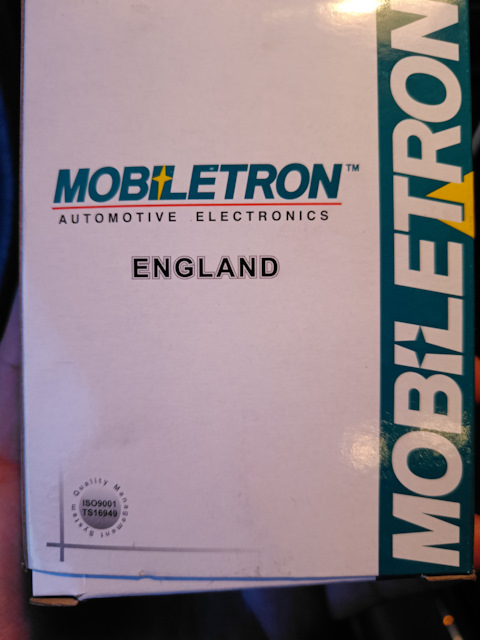 MOBILETRON™
AUTOMOTIVE ELECTRONICS
ENGLAND
MOBILETRON
Quality Management System
ISO9001
TS16949